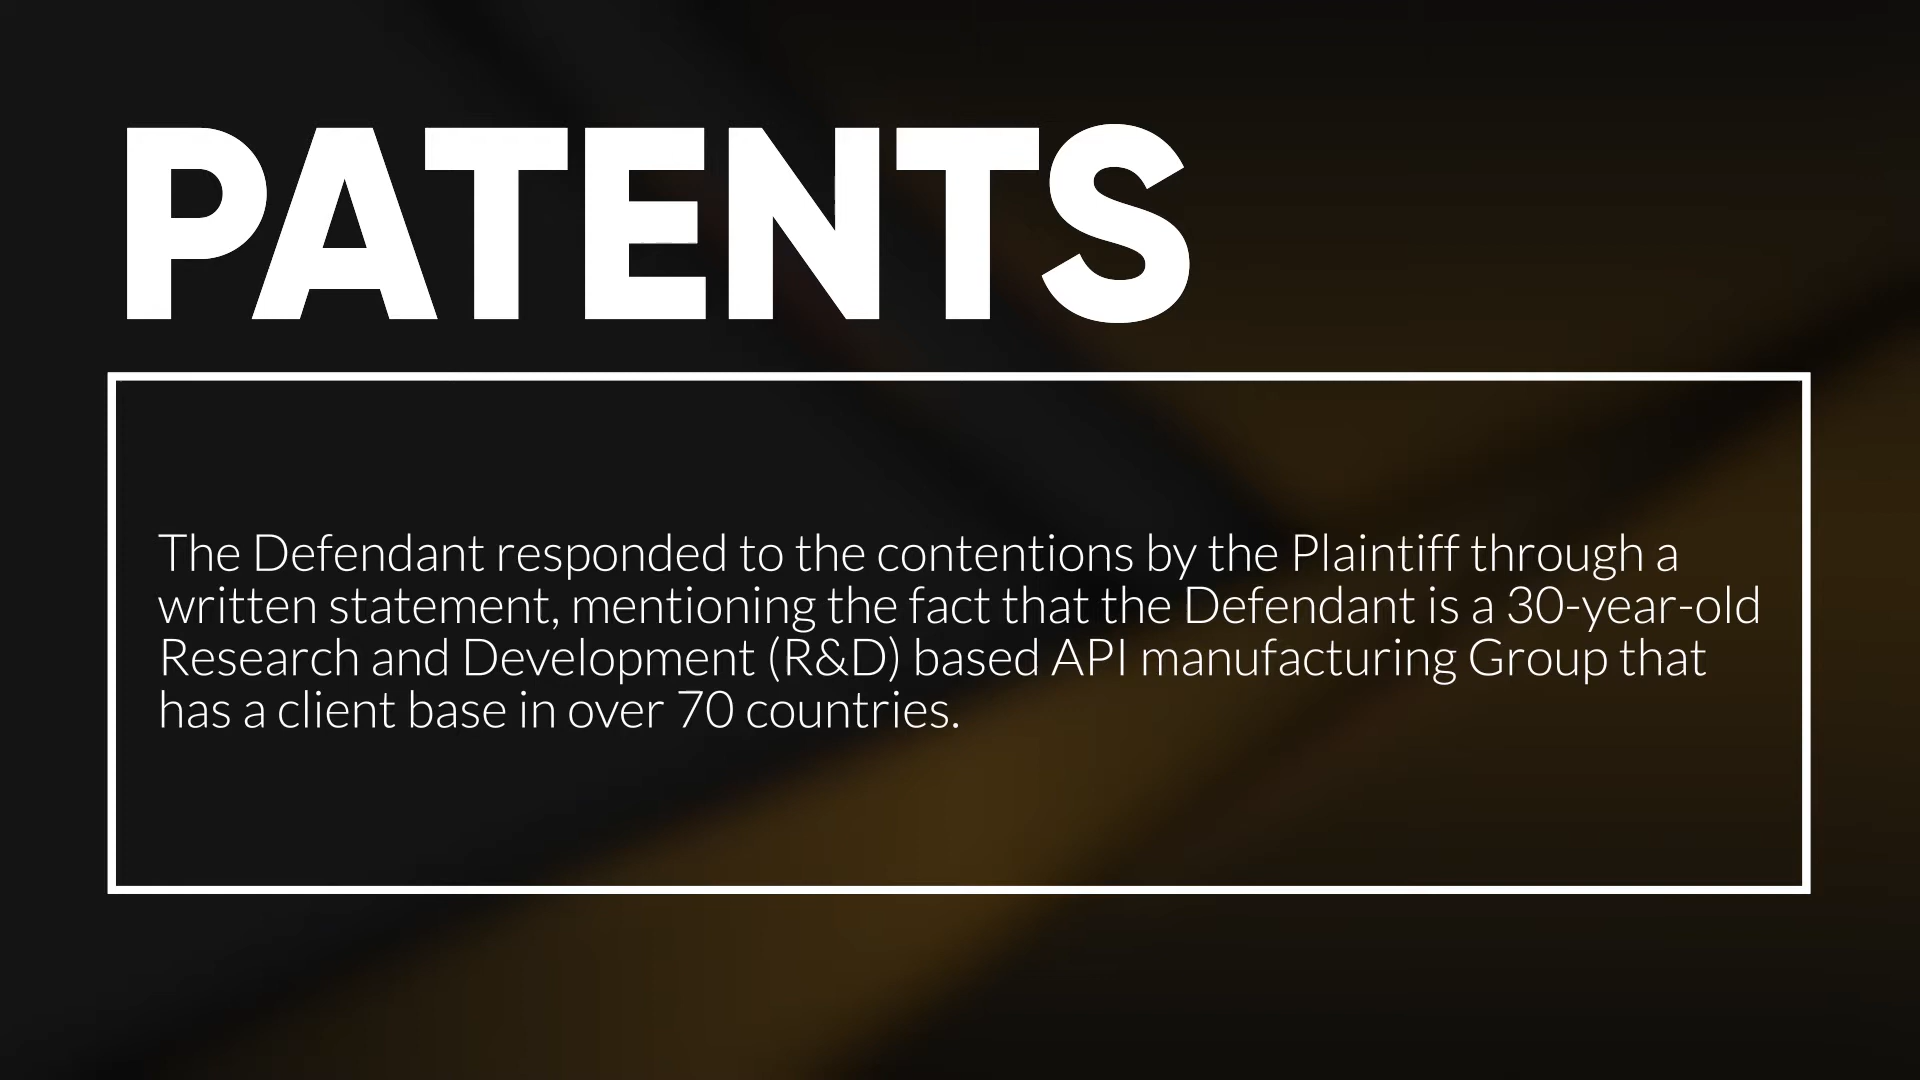 PATENTS
The Defendant responded to the contentions by the Plaintiff through a
written statement, mentioning the fact that the Defendant is a 30-year-old
Research and Development (R&D) based API manufacturing Group that
has a client base in over 70 countries.